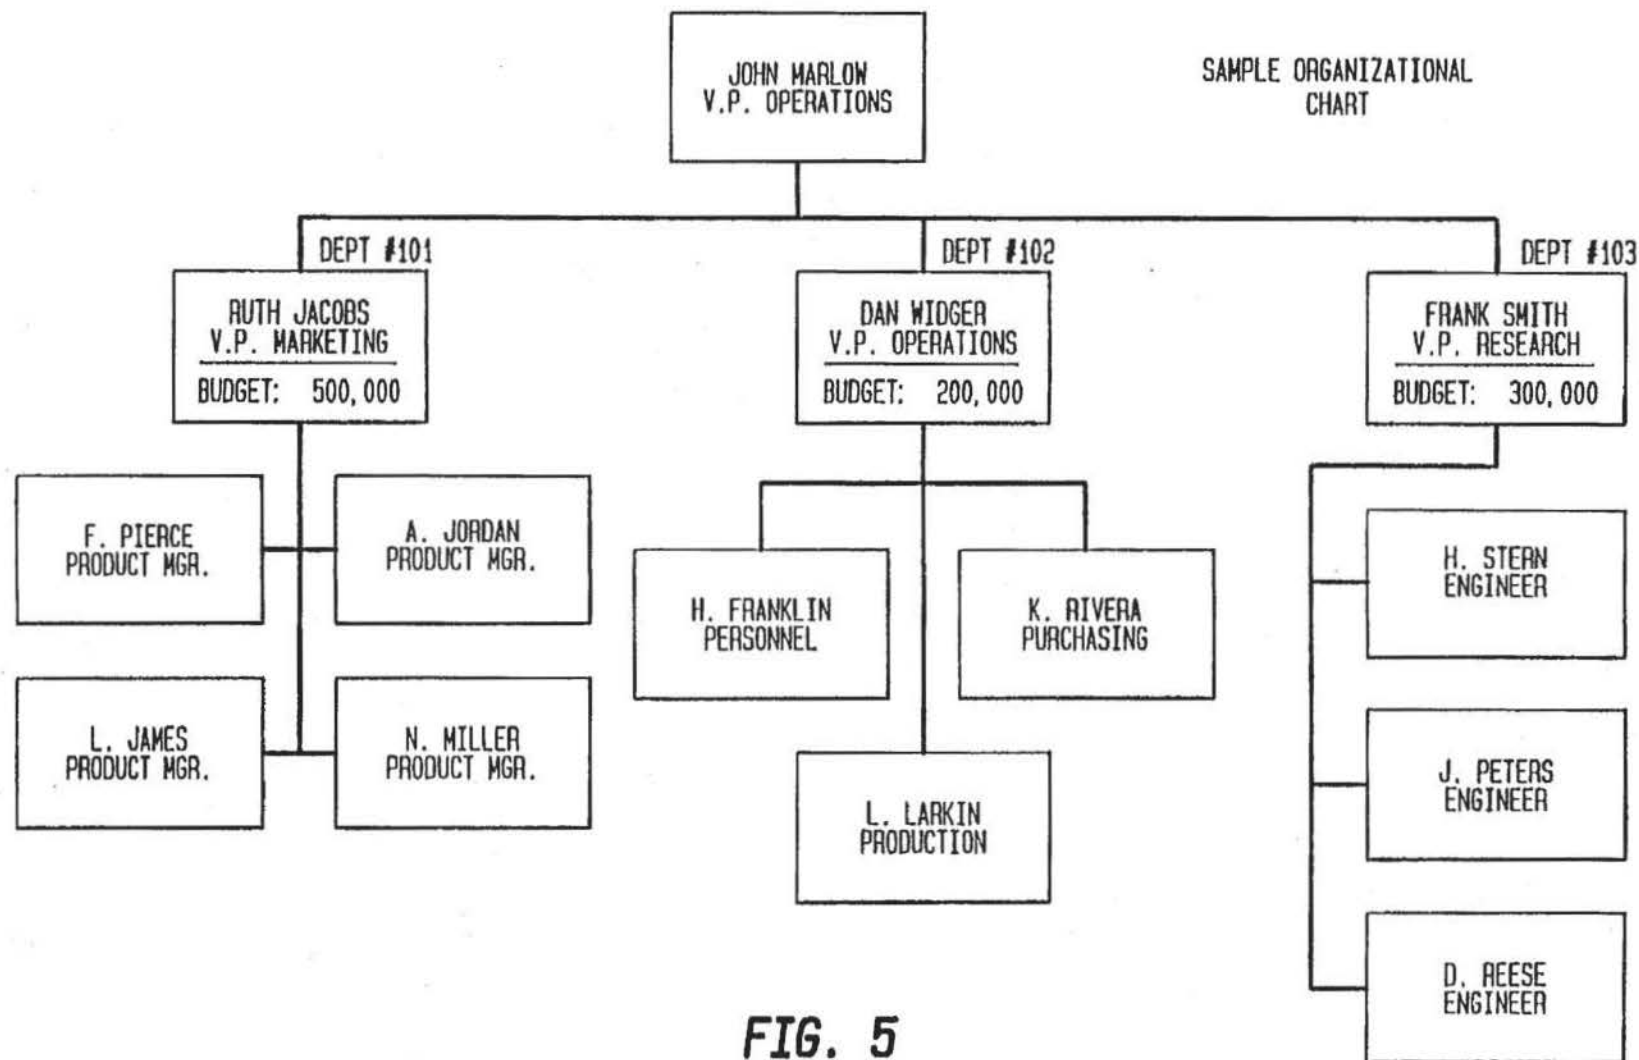 JOHN MARLOW
V.P. OPERATIONS
SAMPLE ORGANIZATIONAL
CHART
DEPT #101
RUTH JACOBS
V.P. MARKETING
BUDGET: 500,000
DEPT #102
DAN WIDGER
V.P. OPERATIONS
BUDGET: 200,000
DEPT #103
FRANK SMITH
V.P. RESEARCH
BUDGET: 300,000
F. PIERCE
PRODUCT MGR.
A. JORDAN
PRODUCT MGR.
L. JAMES
PRODUCT MGR.
N. MILLER
PRODUCT MGR.
H. FRANKLIN
PERSONNEL
K. RIVERA
PURCHASING
L. LARKIN
PRODUCTION
H. STERN
ENGINEER
J. PETERS
ENGINEER
D. REESE
ENGINEER
FIG. 5